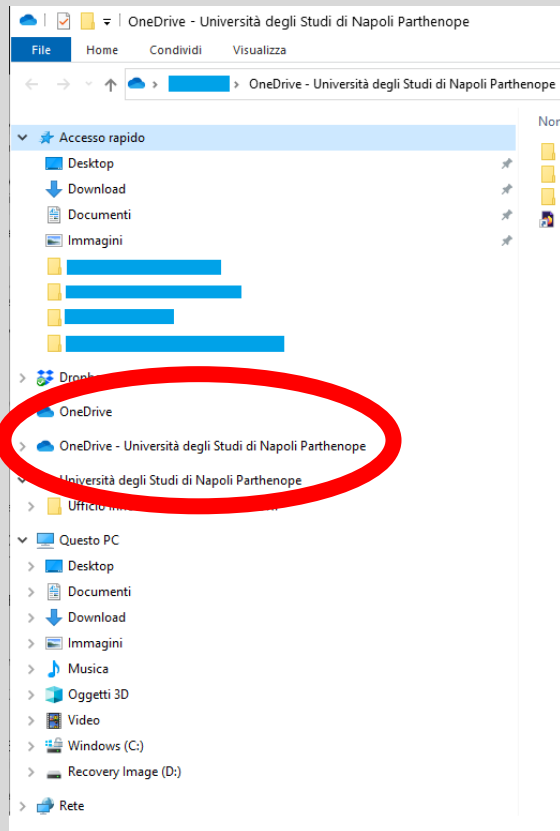 OneDrive - Università degli Studi di Napoli Parthenope
File Home Condividi Visualizza
OneDrive - Università degli Studi di Napoli Parthenope
Accesso rapido
Desktop
Download
Documenti
Immagini
OneDrive
OneDrive - Università degli Studi di Napoli Parthenope
Università degli Studi di Napoli Parthenope
Ufficio
Questo PC
Desktop
Documenti
Download
Immagini
Musica
Oggetti 3D
Video
Windows (C:)
Recovery Image (D:)
Rete